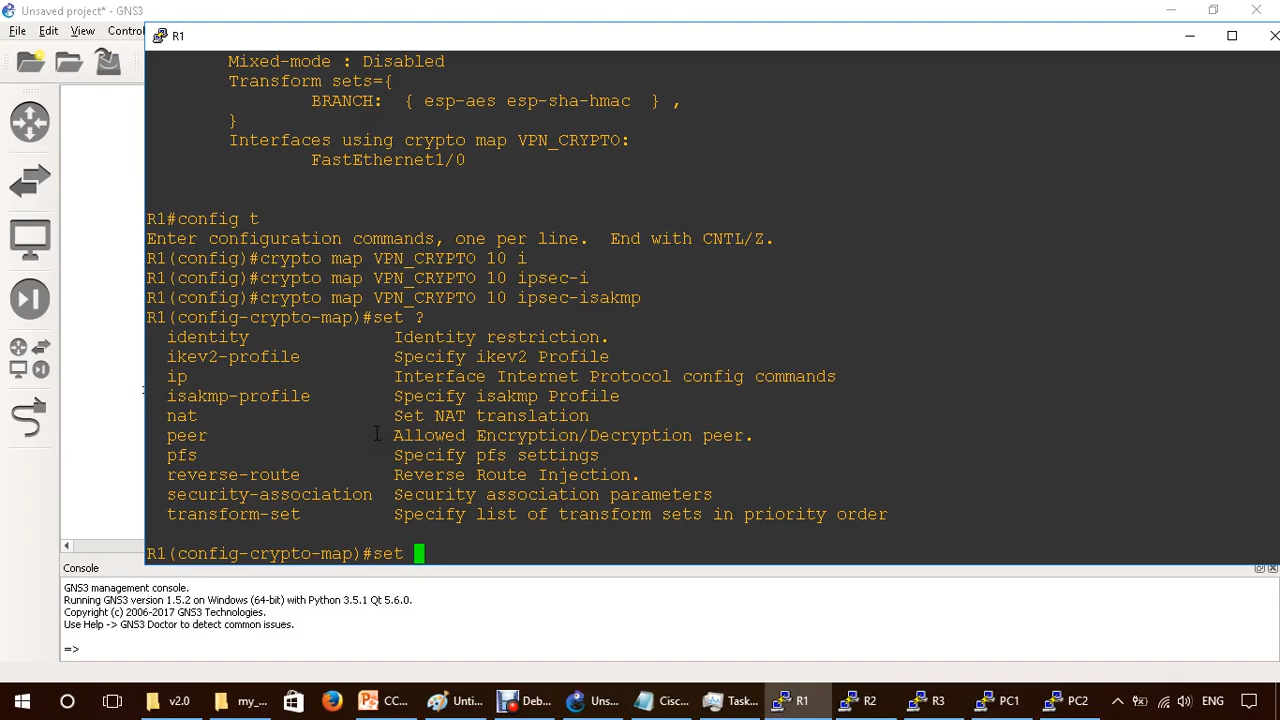 Unsaved project* - GNS3
File Edit View Contro
R1
Mixed-mode : Disabled
Transform sets={
BRANCH: { esp-aes esp-sha-hmac } ,
}
Interfaces using crypto map VPN_CRYPTO:
FastEthernet1/0
R1#config t
Enter configuration commands, one per line. End with CNTL/Z.
R1(config)#crypto map VPN_CRYPTO 10 i
R1(config)#crypto map VPN_CRYPTO 10 ipsec-i
R1(config)#crypto map VPN_CRYPTO 10 ipsec-isakmp
R1(config-crypto-map)#set ?
identity Identity restriction.
ikev2-profile Specify ikev2 Profile
ip Interface Internet Protocol config commands
isakmp-profile Specify isakmp Profile
nat Set NAT translation
peer Allowed Encryption/Decryption peer.
pfs Specify pfs settings
reverse-route Reverse Route Injection.
security-association Security association parameters
transform-set Specify list of transform sets in priority order
R1(config-crypto-map)#set
Console
GNS3 management console.
Running GNS3 version 1.5.2 on Windows (64-bit) with Python 3.5.1 Qt 5.6.0.
Copyright (c) 2006-2017 GNS3 Technologies.
Use Help -> GNS3 Doctor to detect common issues.
=>
v2.0 my_... CC... Unti... Deb... Uns... Cisc... Task... R1 R2 R3 PC1 PC2 ENG